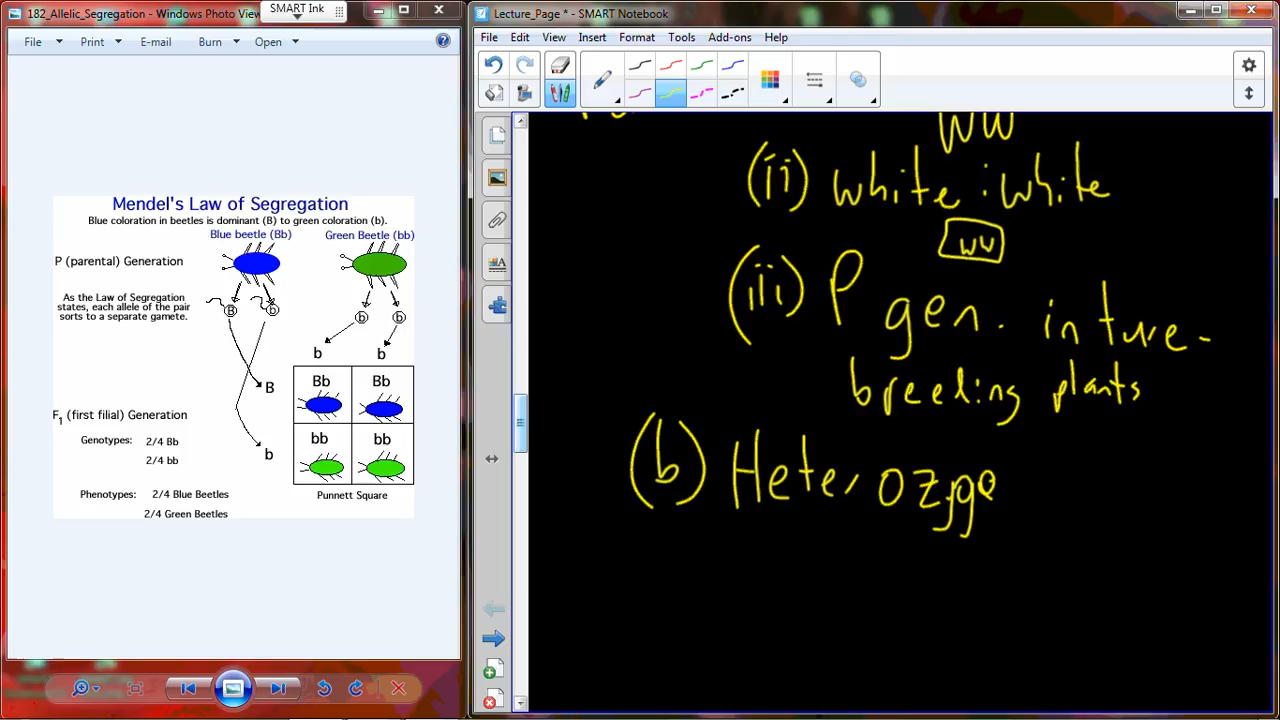 182_Allelic_Segregation - Windows Photo View
SMART Ink
File Print E-mail Burn Open
Mendel's Law of Segregation
Blue coloration in beetles is dominant (B) to green coloration (b).
Blue beetle (Bb) Green Beetle (bb)
P (parental) Generation
As the Law of Segregation
states, each allele of the pair
sorts to a separate gamete.
B b b b
b b
Bb Bb
B
F1 (first filial) Generation
Genotypes: 2/4 Bb
2/4 bb
bb bb
b
Phenotypes: 2/4 Blue Beetles
2/4 Green Beetles
Punnett Square
Lecture_Page * - SMART Notebook
File Edit View Insert Format Tools Add-ons Help
WW
(ii) white : white
ww
(iii) P gen. in ture-
breeding plants
(b) Heterozyge